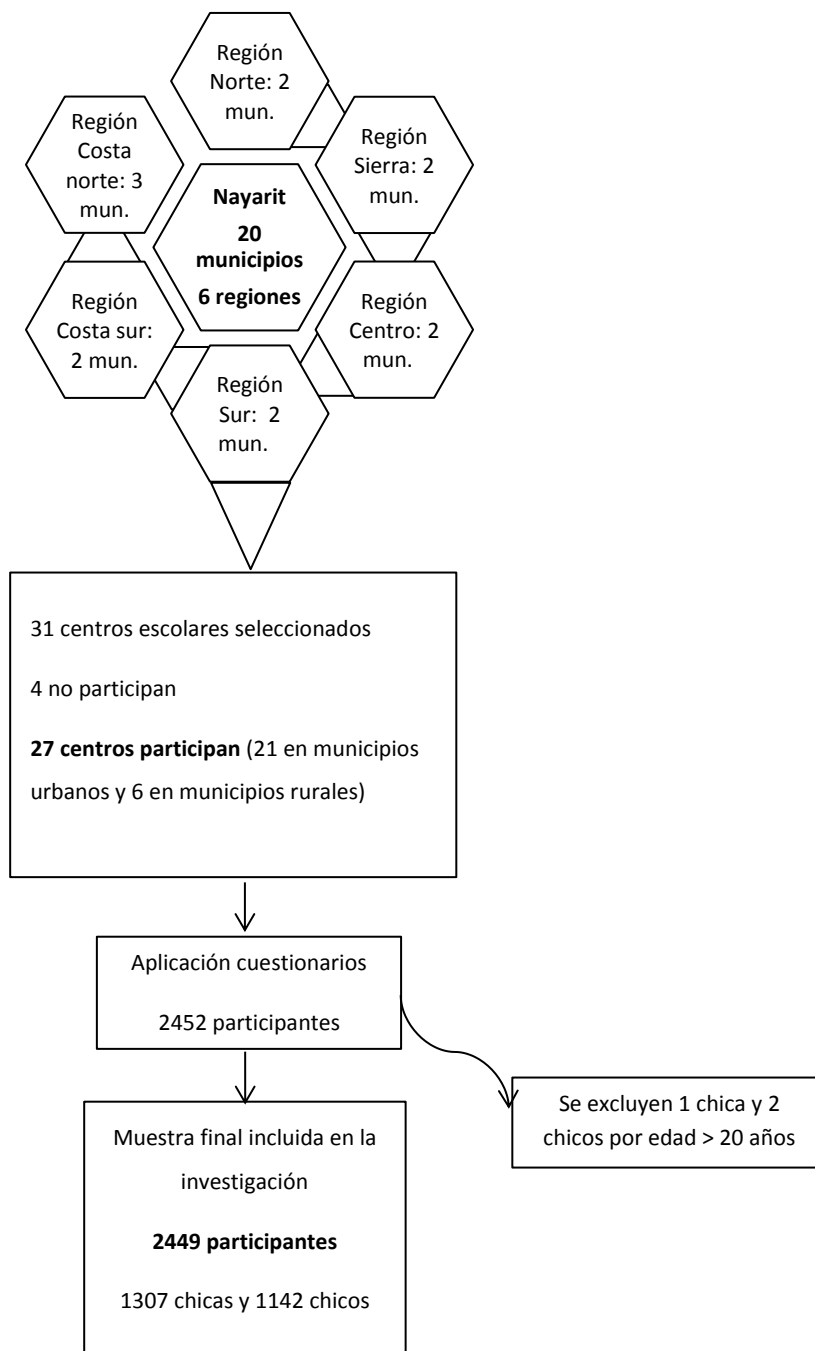 Región
Norte: 2
mun.
Región
Costa
norte: 3
mun.
Región
Sierra: 2
mun.
Nayarit
20
municipios
6 regiones
Región
Costa sur:
2 mun.
Región
Centro: 2
mun.
Región
Sur: 2
mun.
31 centros escolares seleccionados
4 no participan
27 centros participan (21 en municipios
urbanos y 6 en municipios rurales)
Aplicación cuestionarios
2452 participantes
Se excluyen 1 chica y 2
chicos por edad > 20 años
Muestra final incluida en la
investigación
2449 participantes
1307 chicas y 1142 chicos